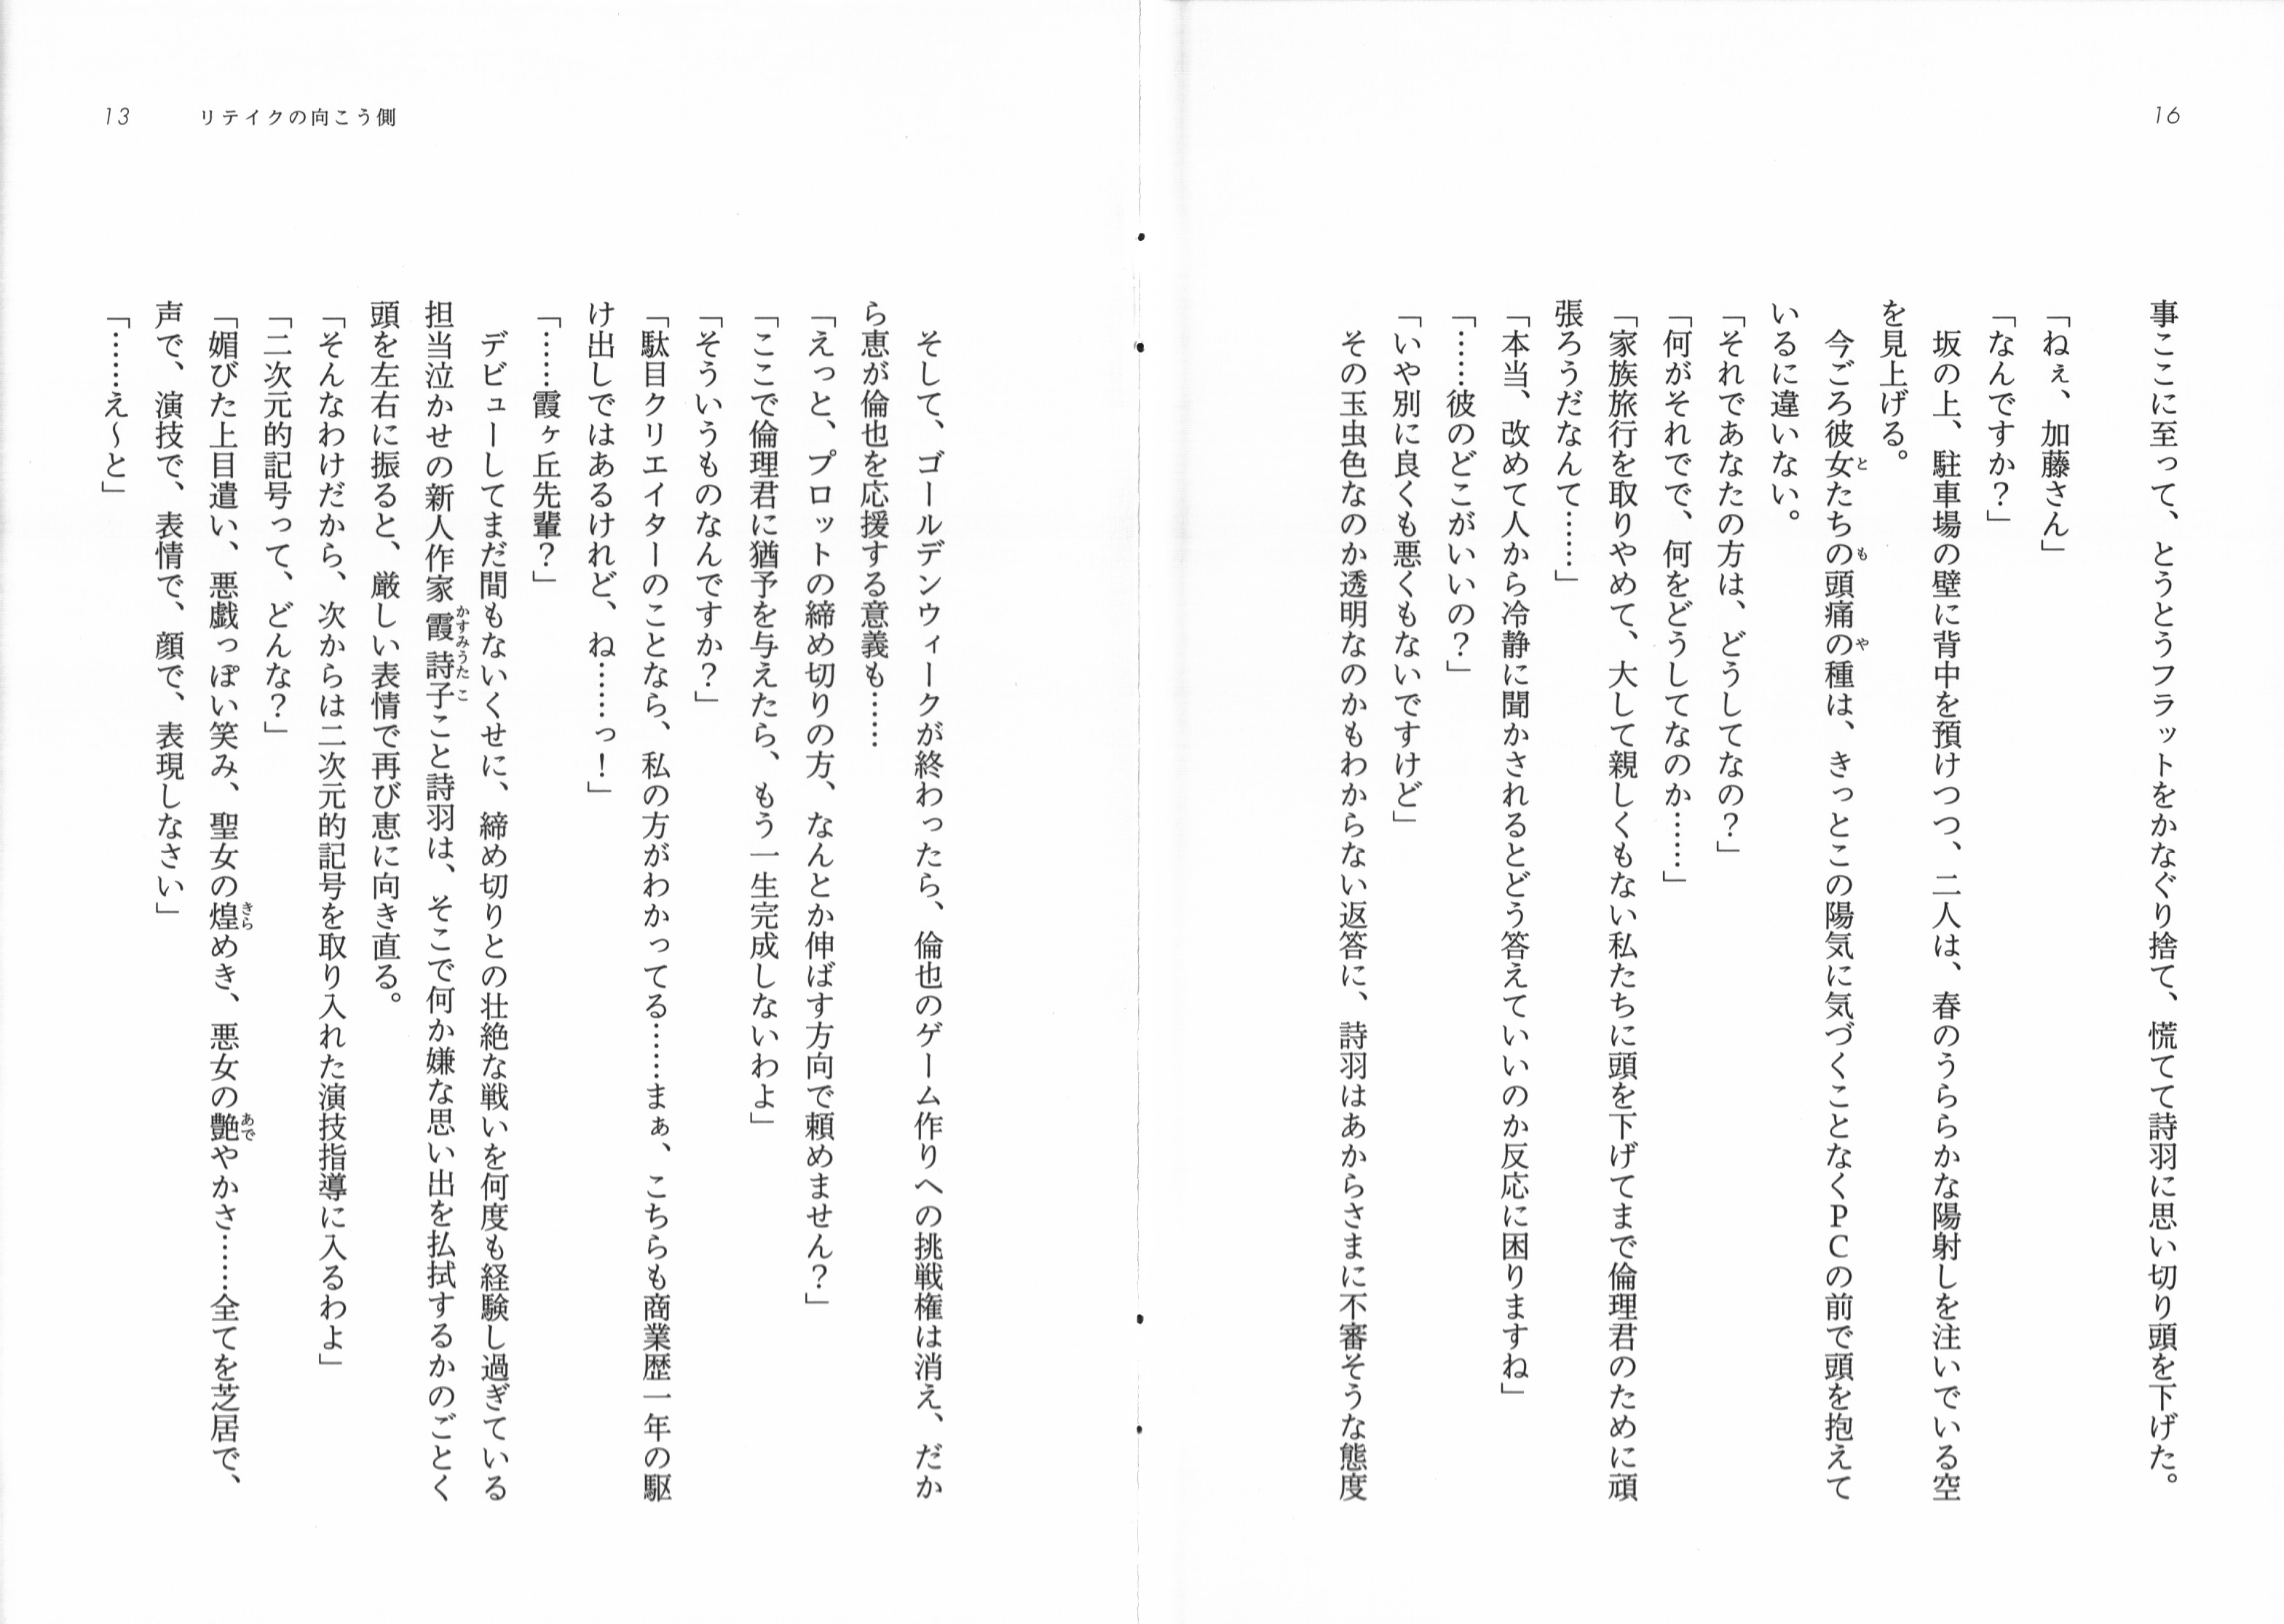 16
事ここに至って、とうとうフラットをかなぐり捨て、慌てて詩羽に思い切り頭を下げた。
「ねぇ、加藤さん」
「なんですか？」
坂の上、駐車場の壁に背中を預けつつ、二人は、春のうららかな陽射しを注いでいる空
を見上げる。
今ごろ彼女たちの頭痛の種は、きっとこの陽気に気づくことなくＰＣの前で頭を抱えて
いるに違いない。
「それであなたの方は、どうしてなの？」
「何がそれでで、何をどうしてなのか……」
「家族旅行を取りやめて、大して親しくもない私たちに頭を下げてまで倫理君のために頑
張ろうだなんて……」
「本当、改めて人から冷静に聞かされるとどう答えていいのか反応に困りますね」
「……彼のどこがいいの？」
「いや別に良くも悪くもないですけど」
その玉虫色なのか透明なのかもわからない返答に、詩羽はあからさまに不審そうな態度
13
リテイクの向こう側
そして、ゴールデンウィークが終わったら、倫也のゲーム作りへの挑戦権は消え、だか
ら恵が倫也を応援する意義も……
「えっと、プロットの締め切りの方、なんとか伸ばす方向で頼めません？」
「ここで倫理君に猶予を与えたら、もう一生完成しないわよ」
「そういうものなんですか？」
「駄目クリエイターのことなら、私の方がわかってる……まぁ、こちらも商業歴一年の駆
け出しではあるけれど、ね……っ！」
「……霞ヶ丘先輩？」
デビューしてまだ間もないくせに、締め切りとの壮絶な戦いを何度も経験し過ぎている
担当泣かせの新人作家霞詩子こと詩羽は、そこで何か嫌な思い出を払拭するかのごとく
頭を左右に振ると、厳しい表情で再び恵に向き直る。
「そんなわけだから、次からは二次元的記号を取り入れた演技指導に入るわよ」
「二次元的記号って、どんな？」
「媚びた上目遣い、悪戯っぽい笑み、聖女の煌めき、悪女の艶やかさ……全てを芝居で、
声で、演技で、表情で、顔で、表現しなさい」
「……え〜と」